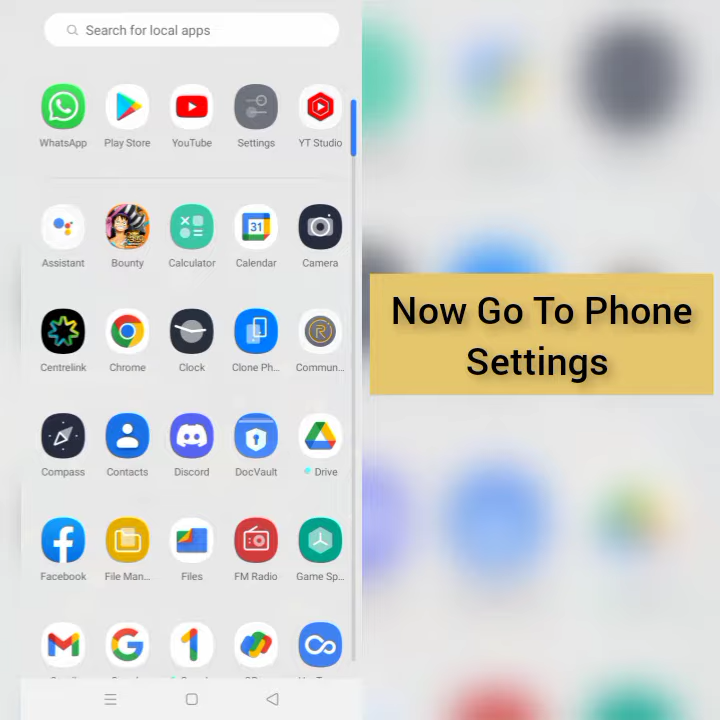 Search for local apps
WhatsApp Play Store YouTube Settings YT Studio
31
Assistant Bounty Calculator Calendar Camera
Centrelink Chrome Clock Clone Ph... Commun...
Compass Contacts Discord DocVault Drive
Facebook File Man... Files FM Radio Game Sp...
Now Go To Phone
Settings